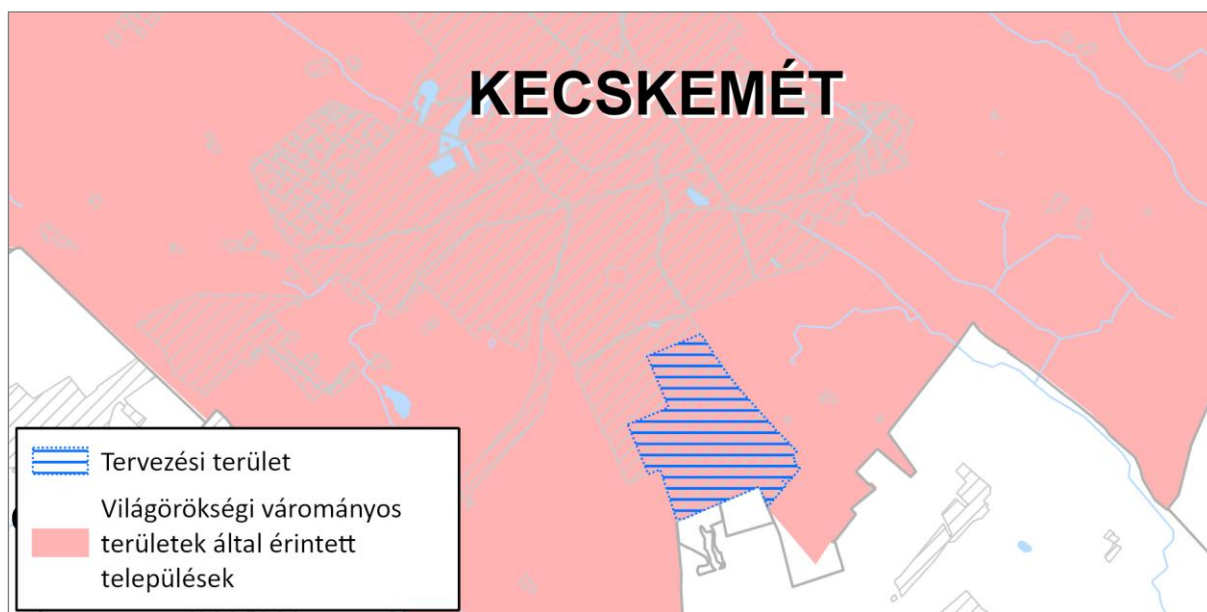 KECSKEMÉT
Tervezési terület
Világörökségi várományos
területek által érintett
települések